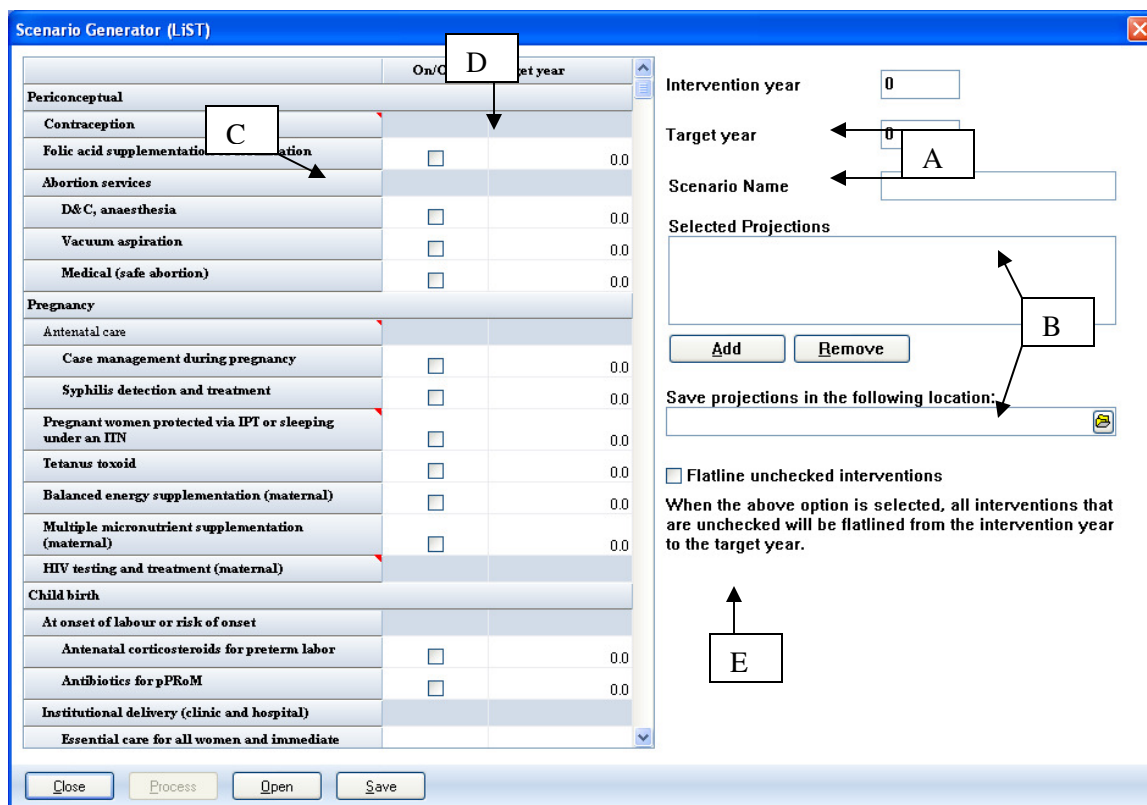 Scenario Generator (LiST)
On/O D get year
Periconceptual
Contraception
C
Folic acid supplementation ation
Abortion services
D&C, anaesthesia
Vacuum aspiration
Medical (safe abortion)
Pregnancy
Antenatal care
Case management during pregnancy
Syphilis detection and treatment
Pregnant women protected via IPT or sleeping
under an ITN
Tetanus toxoid
Balanced energy supplementation (maternal)
Multiple micronutrient supplementation
(maternal)
HIV testing and treatment (maternal)
Child birth
At onset of labour or risk of onset
Antenatal corticosteroids for preterm labor
Antibiotics for pPRoM
Institutional delivery (clinic and hospital)
Essential care for all women and immediate
0.0
0.0
0.0
0.0
0.0
0.0
0.0
0.0
0.0
0.0
0.0
0.0
Intervention year 0
Target year 0
A
Scenario Name
Selected Projections
B
Add Remove
Save projections in the following location:
Flatline unchecked interventions
When the above option is selected, all interventions that
are unchecked will be flatlined from the intervention year
to the target year.
E
Close Process Open Save